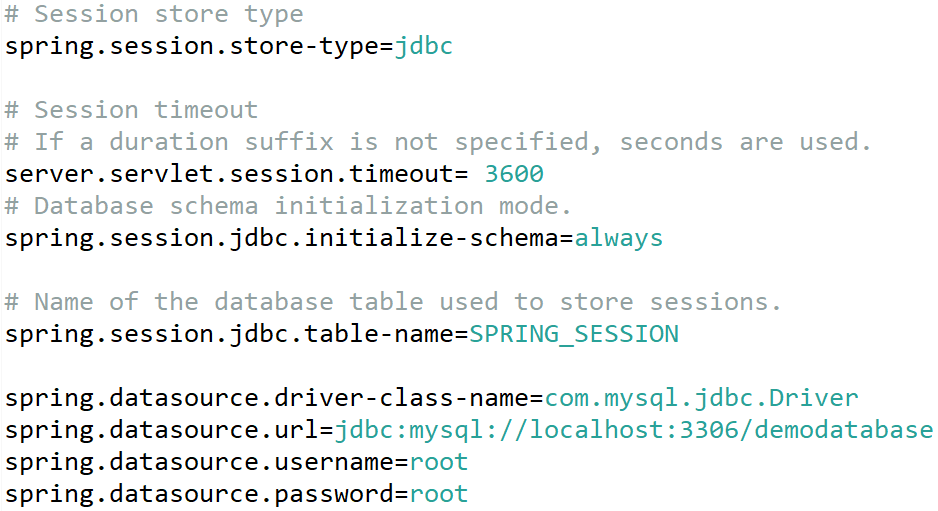 # Session store type
spring.session.store-type=jdbc
# Session timeout
# If a duration suffix is not specified, seconds are used.
server.servlet.session.timeout= 3600
# Database schema initialization mode.
spring.session.jdbc.initialize-schema=always
# Name of the database table used to store sessions.
spring.session.jdbc.table-name=SPRING_SESSION
spring.datasource.driver-class-name=com.mysql.jdbc.Driver
spring.datasource.url=jdbc:mysql://localhost:3306/demodatabase
spring.datasource.username=root
spring.datasource.password=root